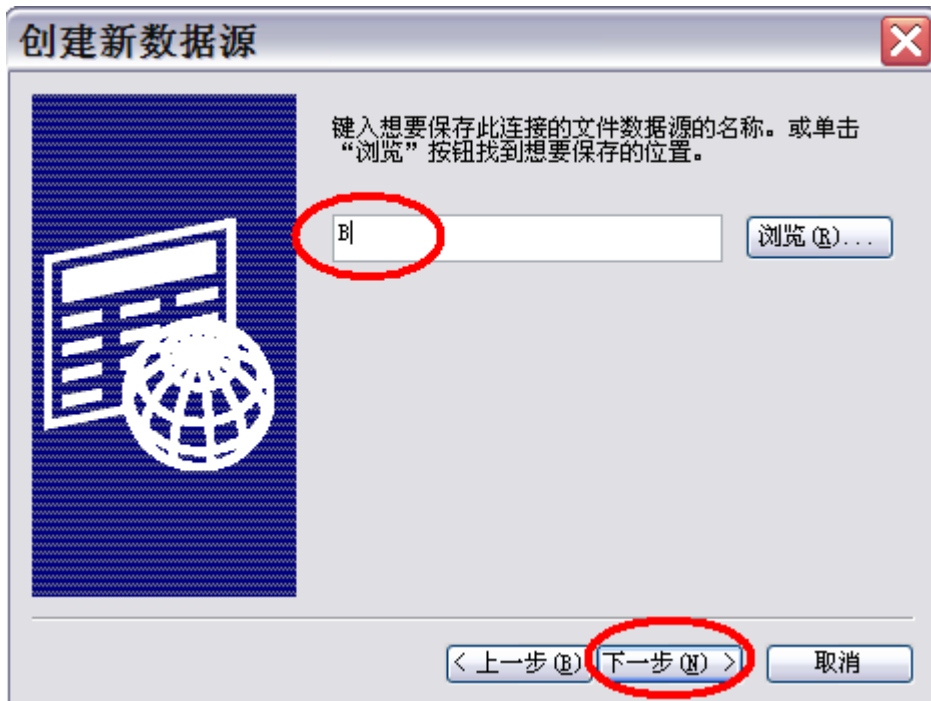 创建新数据源
键入想要保存此连接的文件数据源的名称。或单击
“浏览”按钮找到想要保存的位置。
B
浏览(R)...
< 上一步(B)
下一步(N) >
取消